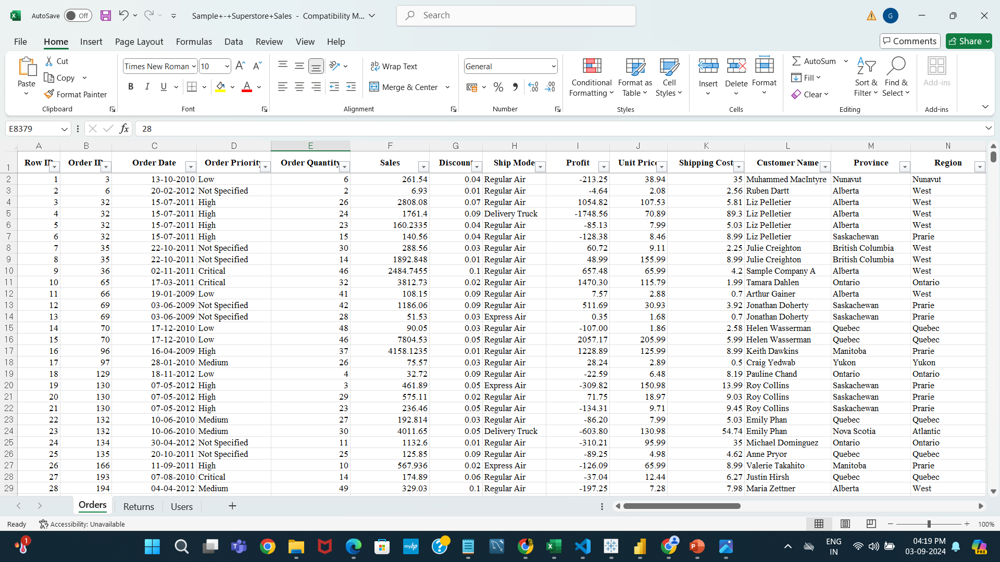 AutoSave Off Sample+-+Superstore+Sales - Compatibility M... Search G
File Home Insert Page Layout Formulas Data Review View Help Comments Share
Paste Cut Copy Format Painter Clipboard
Times New Roman 10 B I U A Font
Wrap Text Merge & Center Alignment
General % Number
Conditional Formatting Format as Table Cell Styles Styles
Insert Delete Format Cells
AutoSum Fill Clear Sort & Filter Find & Select Editing
Add-ins Add-ins
E8379 fx 28
A B C D E F G H I J K L M N
1 Row ID Order ID Order Date Order Priority Order Quantity Sales Discount Ship Mode Profit Unit Price Shipping Cost Customer Name Province Region
2 1 3 13-10-2010 Low 6 261.54 0.04 Regular Air -213.25 38.94 35 Muhammed MacIntyre Nunavut Nunavut
3 2 6 20-02-2012 Not Specified 2 6.93 0.01 Regular Air -4.64 2.08 2.56 Ruben Dartt Alberta West
4 3 32 15-07-2011 High 26 2808.08 0.07 Regular Air 1054.82 107.53 5.81 Liz Pelletier Alberta West
5 4 32 15-07-2011 High 24 1761.4 0.09 Delivery Truck -1748.56 70.89 89.3 Liz Pelletier Alberta West
6 5 32 15-07-2011 High 23 160.2335 0.04 Regular Air -85.13 7.99 5.03 Liz Pelletier Alberta West
7 6 32 15-07-2011 High 15 140.56 0.04 Regular Air -128.38 8.46 8.99 Liz Pelletier Saskachewan Prarie
8 7 35 22-10-2011 Not Specified 30 288.56 0.03 Regular Air 60.72 9.11 2.25 Julie Creighton British Columbia West
9 8 35 22-10-2011 Not Specified 14 1892.848 0.01 Regular Air 48.99 155.99 8.99 Julie Creighton British Columbia West
10 9 36 02-11-2011 Critical 46 2484.7455 0.1 Regular Air 657.48 65.99 4.2 Sample Company A Alberta West
11 10 65 17-03-2011 Critical 32 3812.73 0.02 Regular Air 1470.30 115.79 1.99 Tamara Dahlen Ontario Ontario
12 11 66 19-01-2009 Low 41 108.15 0.09 Regular Air 7.57 2.88 0.7 Arthur Gainer Alberta West
13 12 69 03-06-2009 Not Specified 42 1186.06 0.09 Regular Air 511.69 30.93 3.92 Jonathan Doherty Saskachewan Prarie
14 13 69 03-06-2009 Not Specified 28 51.53 0.03 Express Air 0.35 1.68 0.7 Jonathan Doherty Saskachewan Prarie
15 14 70 17-12-2010 Low 48 90.05 0.03 Regular Air -107.00 1.86 2.58 Helen Wasserman Quebec Quebec
16 15 70 17-12-2010 Low 46 7804.53 0.05 Regular Air 2057.17 205.99 5.99 Helen Wasserman Quebec Quebec
17 16 96 16-04-2009 High 37 4158.1235 0.01 Regular Air 1228.89 125.99 8.99 Keith Dawkins Manitoba Prarie
18 17 97 28-01-2010 Medium 26 75.57 0.03 Regular Air 28.24 2.89 0.5 Craig Yedwab Yukon Yukon
19 18 129 18-11-2012 Low 4 32.72 0.09 Regular Air -22.59 6.48 8.19 Pauline Chand Ontario Ontario
20 19 130 07-05-2012 High 3 461.89 0.05 Express Air -309.82 150.98 13.99 Roy Collins Saskachewan Prarie
21 20 130 07-05-2012 High 29 575.11 0.02 Regular Air 71.75 18.97 9.03 Roy Collins Saskachewan Prarie
22 21 130 07-05-2012 High 23 236.46 0.05 Regular Air -134.31 9.71 9.45 Roy Collins Saskachewan Prarie
23 22 132 10-06-2010 Medium 27 192.814 0.03 Regular Air -86.20 7.99 5.03 Emily Phan Quebec Quebec
24 23 132 10-06-2010 Medium 30 4011.65 0.05 Delivery Truck -603.80 130.98 54.74 Emily Phan Nova Scotia Atlantic
25 24 134 30-04-2012 Not Specified 11 1132.6 0.01 Regular Air -310.21 95.99 35 Michael Dominguez Ontario Ontario
26 25 135 20-10-2011 Not Specified 25 125.85 0.09 Regular Air -89.25 4.98 4.62 Anne Pryor Quebec Quebec
27 26 166 11-09-2011 High 10 567.936 0.02 Express Air -126.09 65.99 8.99 Valerie Takahito Manitoba Prarie
28 27 193 07-08-2010 Critical 14 174.89 0.06 Regular Air -37.04 12.44 6.27 Justin Hirsh Quebec Quebec
29 28 194 04-04-2012 Medium 49 329.03 0.1 Regular Air -197.25 7.28 7.98 Maria Zettner Alberta West
Orders Returns Users +
Ready Accessibility: Unavailable 100%
1 myhp ENG IN 04:19 PM 03-09-2024 PRE